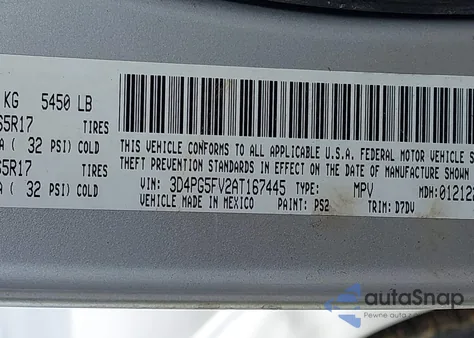 KG 5450 LB
5R17 TIRES
( 32 PSI) COLD
5R17 TIRES
( 32 PSI) COLD
THIS VEHICLE CONFORMS TO ALL APPLICABLE U.S.A. FEDERAL MOTOR VEHICLE
THEFT PREVENTION STANDARDS IN EFFECT ON THE DATE OF MANUFACTURE SHOWN
VIN: 3D4PG5FV2AT167445 TYPE: MPV MDH:01212
VEHICLE MADE IN MEXICO PAINT: PS2 TRIM: D7DV
autoSnap
Pewne auta z